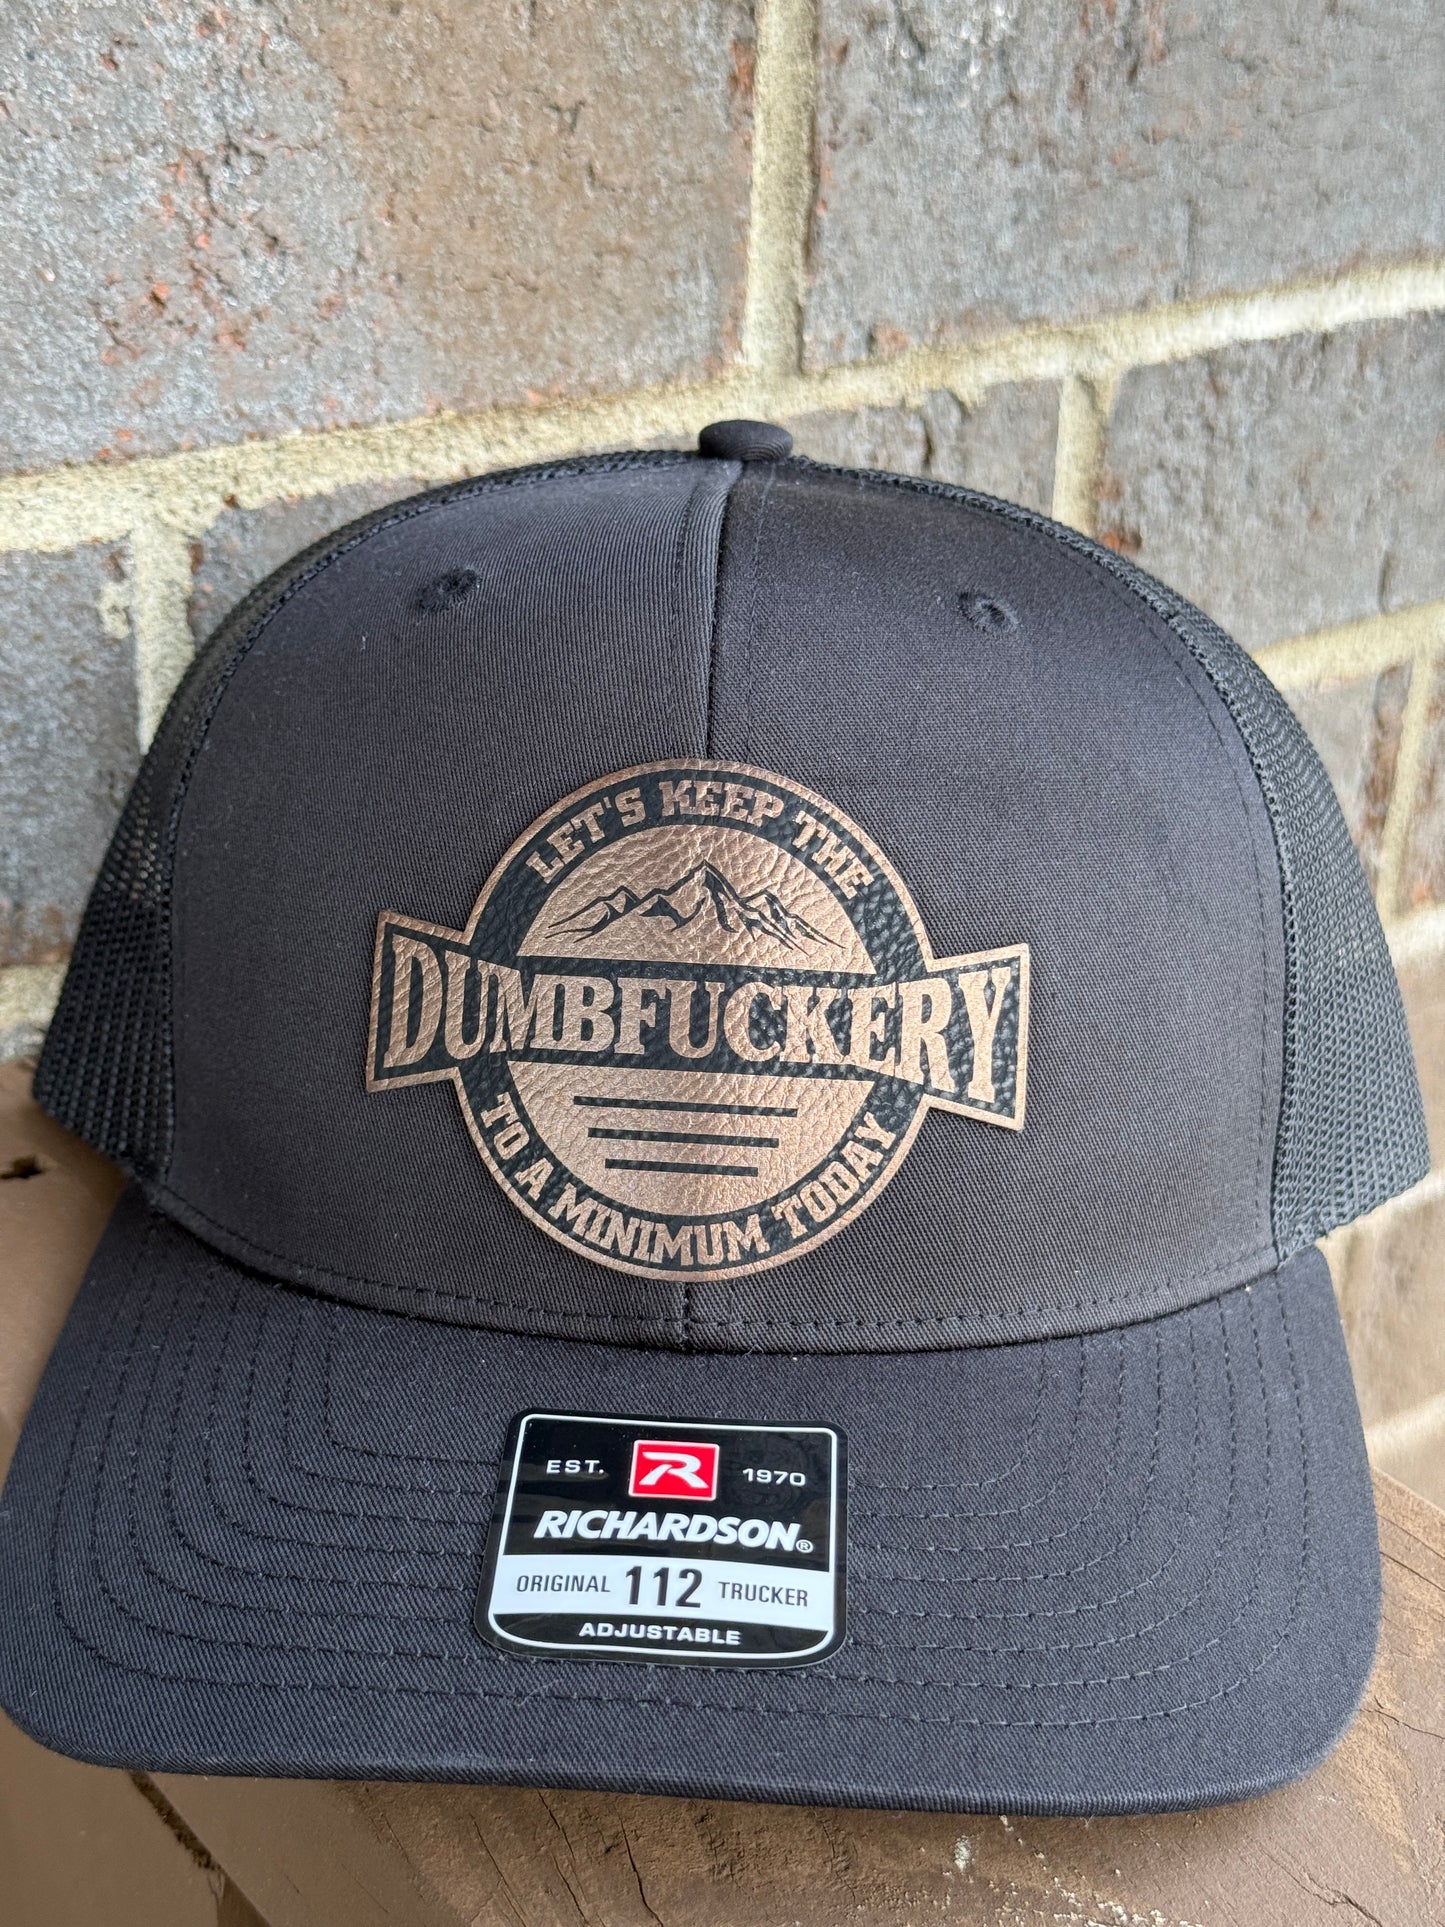 LET'S KEEP THE
DUMBFUCKERY
TO A MINIMUM TODAY
EST. R 1970
RICHARDSON®
ORIGINAL 112 TRUCKER
ADJUSTABLE